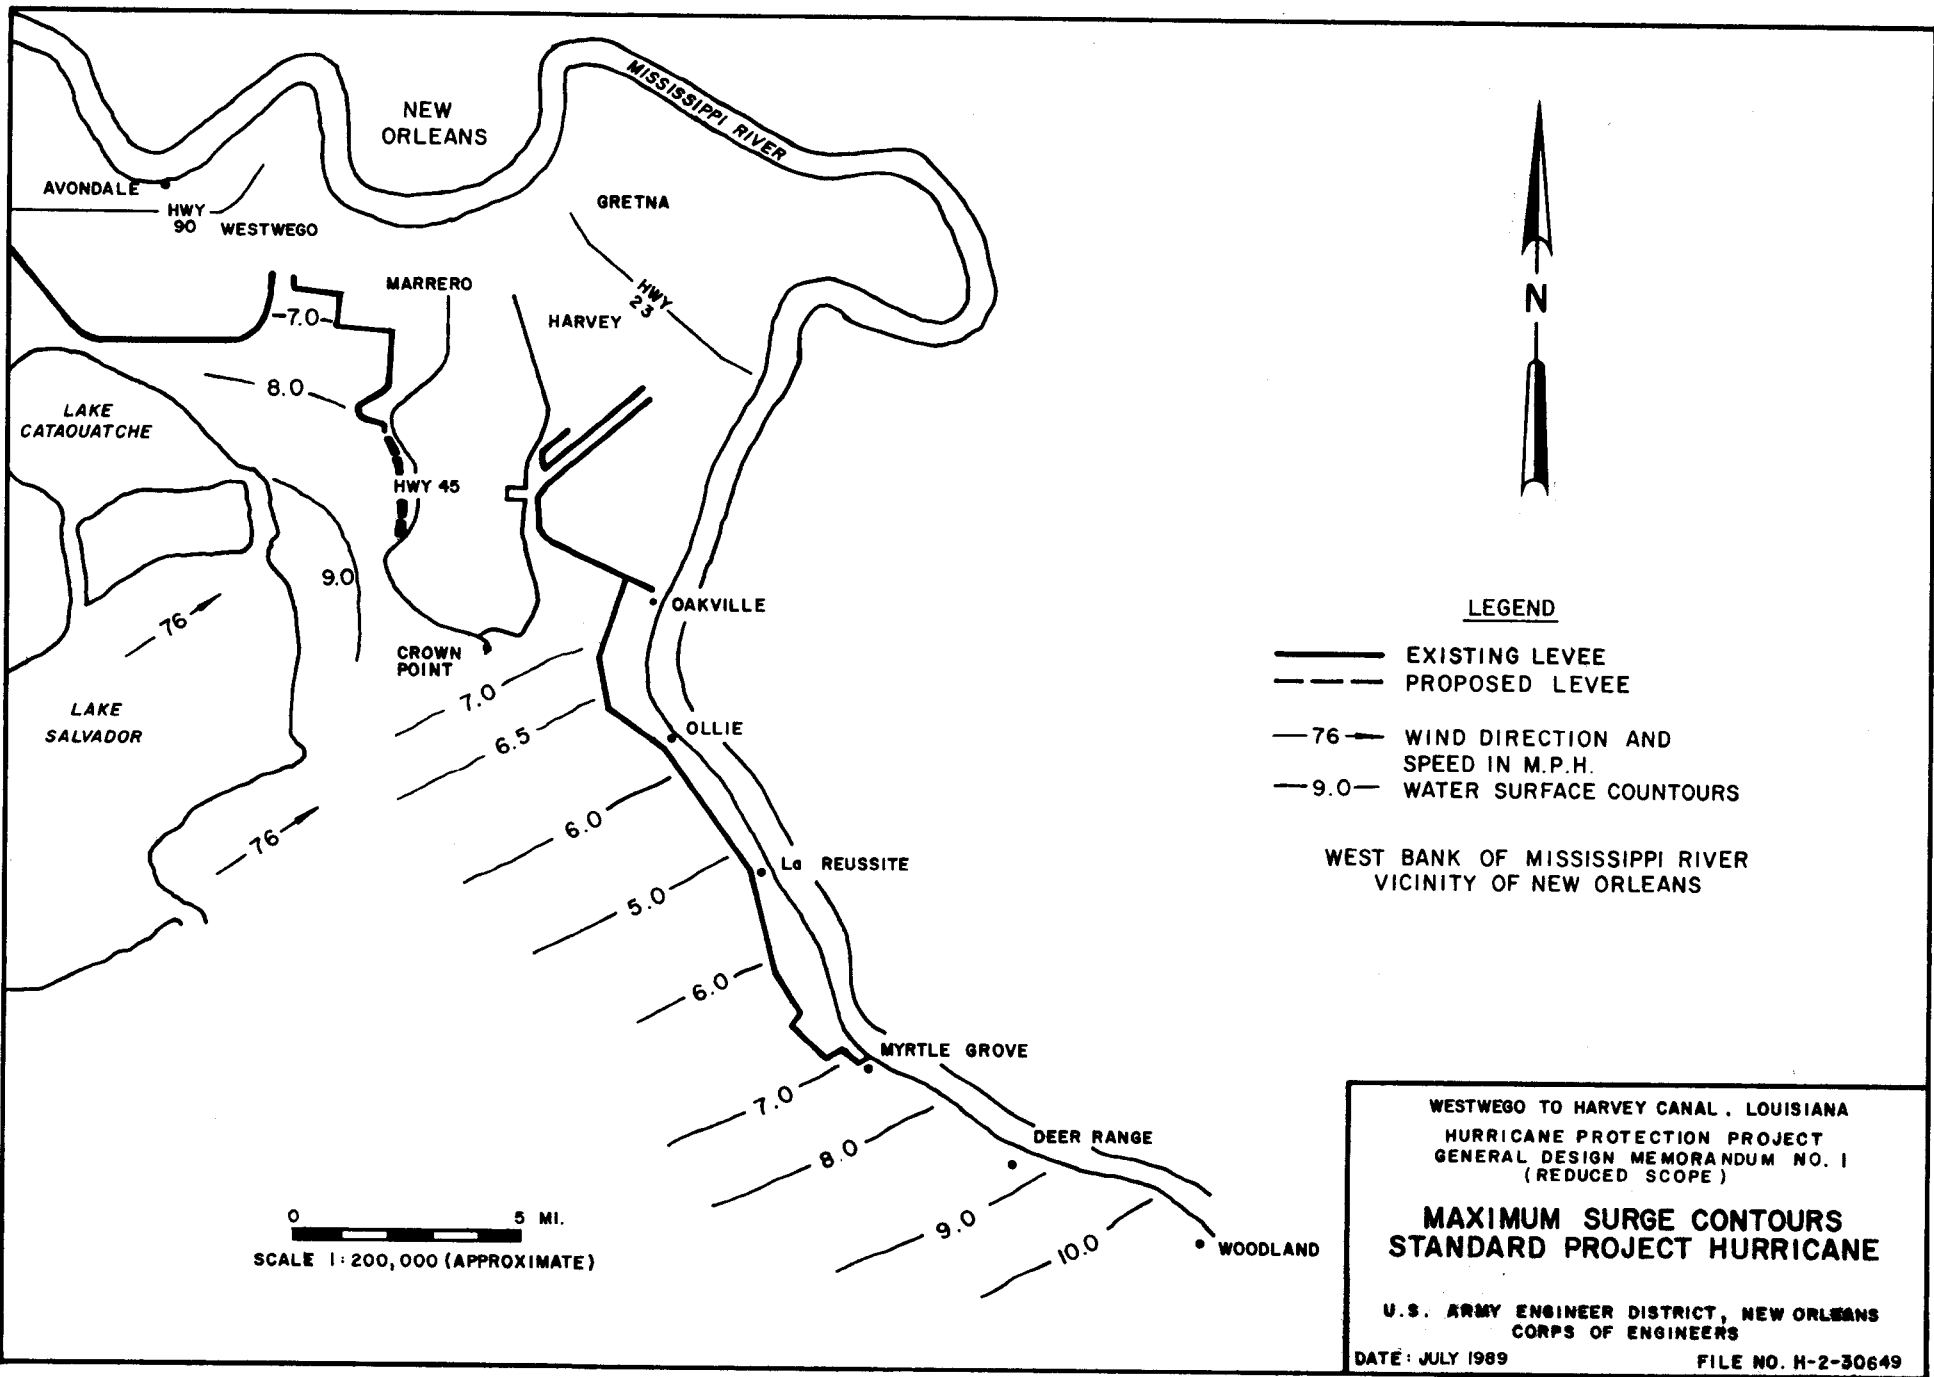 NEW
ORLEANS
MISSISSIPPI RIVER
AVONDALE
HWY
90
WESTWEGO
GRETNA
MARRERO
HWY
23
HARVEY
7.0
8.0
LAKE
CATAOUATCHE
HWY 45
N
9.0
76
OAKVILLE
CROWN
POINT
7.0
LAKE
SALVADOR
6.5
OLLIE
76
6.0
La REUSSITE
5.0
6.0
MYRTLE GROVE
7.0
DEER RANGE
8.0
9.0
10.0
WOODLAND
LEGEND
EXISTING LEVEE
PROPOSED LEVEE
76 WIND DIRECTION AND
SPEED IN M.P.H.
9.0 WATER SURFACE COUNTOURS
WEST BANK OF MISSISSIPPI RIVER
VICINITY OF NEW ORLEANS
0 5 MI.
SCALE 1:200,000 (APPROXIMATE)
WESTWEGO TO HARVEY CANAL, LOUISIANA
HURRICANE PROTECTION PROJECT
GENERAL DESIGN MEMORANDUM NO. 1
(REDUCED SCOPE)
MAXIMUM SURGE CONTOURS
STANDARD PROJECT HURRICANE
U.S. ARMY ENGINEER DISTRICT, NEW ORLEANS
CORPS OF ENGINEERS
DATE: JULY 1989 FILE NO. H-2-30649